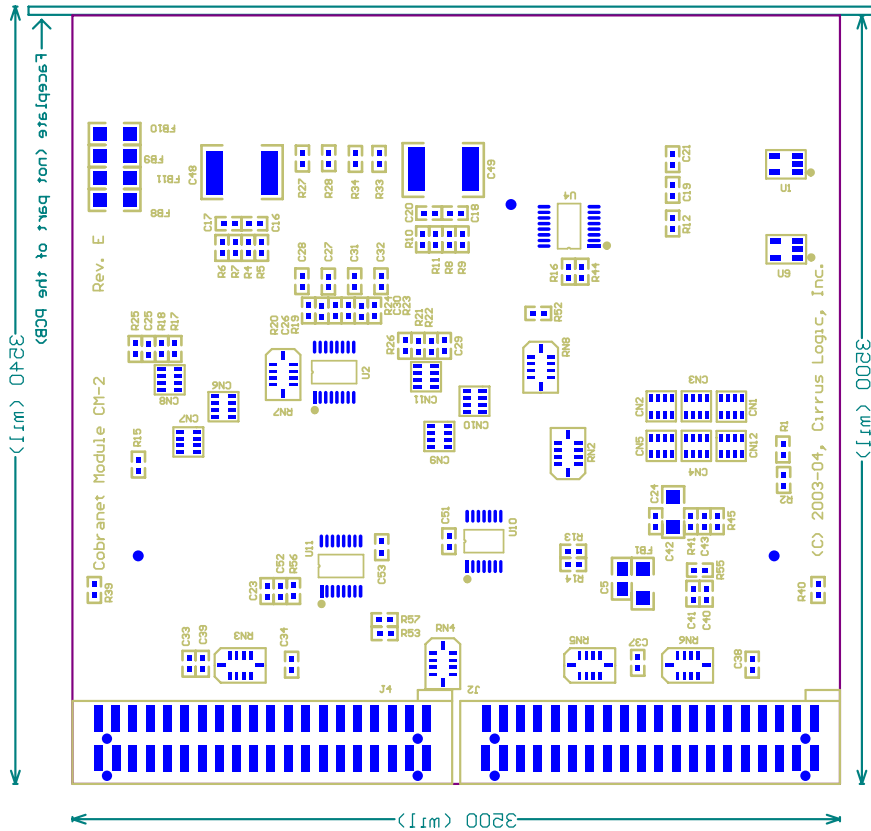 Faceplate (not part of the PCB)
3540 (mil)
3500 (mil)
3500 (mil)
Cobranet Module CM-2
Rev. E
(C) 2003-04, Cirrus Logic, Inc.
FB10
FB9
FB11
FB8
C48
R27
R28
R34
R33
C49
U4
C21
C19
R12
U1
C17
C16
C20
C18
R6
R7
R4
R5
R10
R11
R8
R9
R16
R44
C28
C27
C31
C32
R20
C26
R19
R24
C30
R23
R52
R25
C25
R18
R17
R26
R21
R22
C29
CN8
CN6
CN7
RN7
U2
CN11
CN10
CN9
RN8
RN2
CN2
CN3
CN1
CN5
CN4
CN12
R1
R15
C24
C42
R41
C43
R45
C51
U10
U11
C53
R13
R14
FB1
C5
R55
C41
C40
R40
R39
C23
C52
R56
R57
R53
C33
C39
RN3
C34
RN4
RN5
C37
RN6
C38
J4
J2